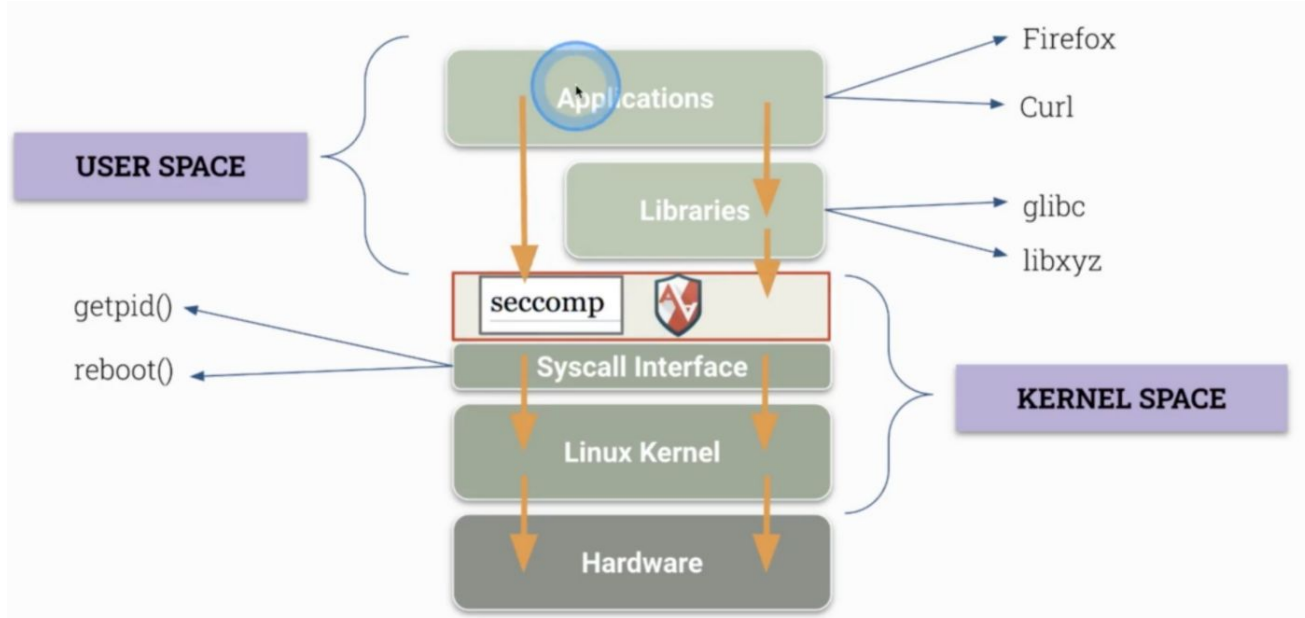 Firefox
Applications
Curl
USER SPACE
Libraries
glibc
libxyz
getpid()
seccomp
reboot()
Syscall Interface
KERNEL SPACE
Linux Kernel
Hardware